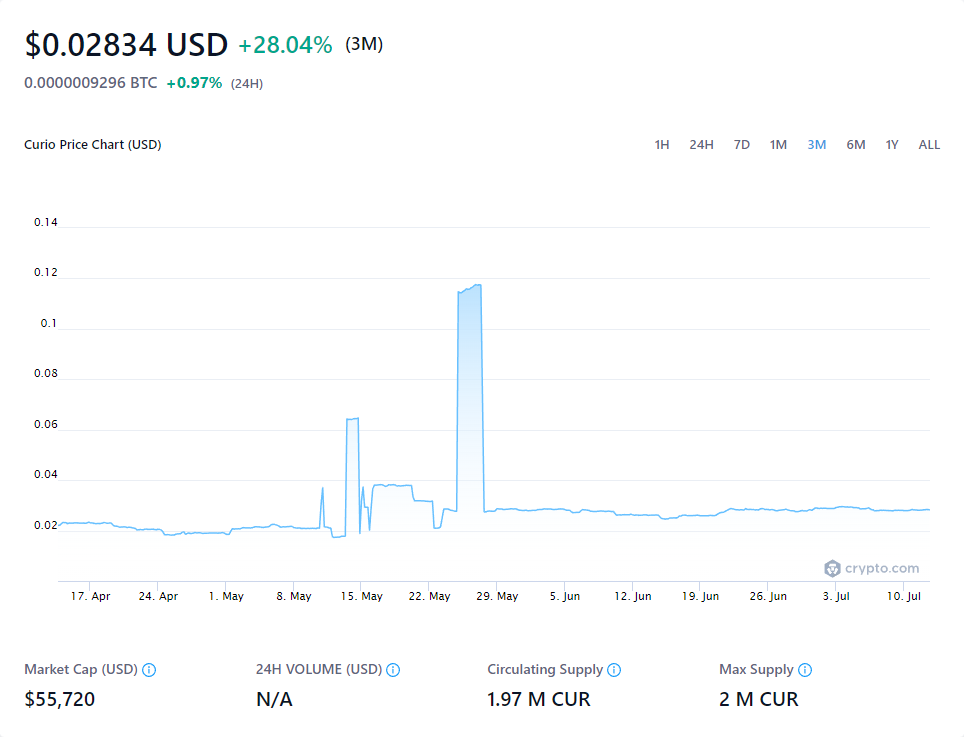 $0.02834 USD +28.04% (3M)
0.0000009296 BTC +0.97% (24H)
Curio Price Chart (USD) 1H 24H 7D 1M 3M 6M 1Y ALL
0.14
0.12
0.1
0.08
0.06
0.04
0.02
crypto.com
17. Apr 24. Apr 1. May 8. May 15. May 22. May 29. May 5. Jun 12. Jun 19. Jun 26. Jun 3. Jul 10. Jul
Market Cap (USD) 24H VOLUME (USD) Circulating Supply Max Supply
$55,720 N/A 1.97 M CUR 2 M CUR